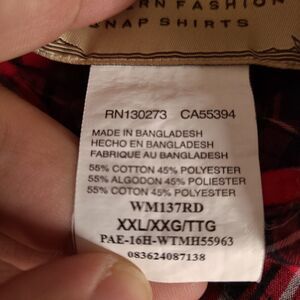 RN FASHION
SNAP SHIRTS
RN130273 CA55394
MADE IN BANGLADESH
HECHO EN BANGLADESH
FABRIQUE AU BANGLADESH
55% COTTON 45% POLYESTER
55% ALGODON 45% POLIESTER
55% COTON 45% POLYESTER
WM137RD
XXL/XXG/TTG
PAE-16H-WTMH55963
083624087138